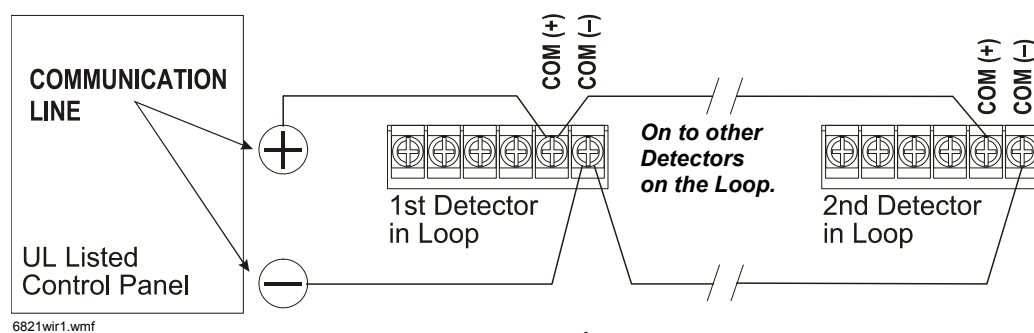 COMMUNICATION
LINE
UL Listed
Control Panel
COM (+)
COM (–)
1st Detector
in Loop
On to other
Detectors
on the Loop.
COM (+)
COM (–)
2nd Detector
in Loop
6821wir1.wmf